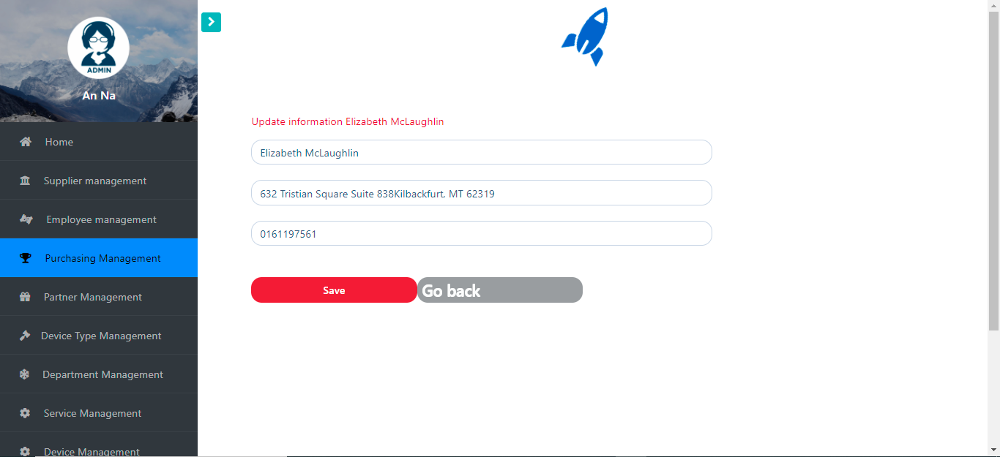 ADMIN
An Na
Home
Supplier management
Employee management
Purchasing Management
Partner Management
Device Type Management
Department Management
Service Management
Device Management
Update information Elizabeth McLaughlin
Elizabeth McLaughlin
632 Tristian Square Suite 838Kilbackfurt, MT 62319
0161197561
Save
Go back